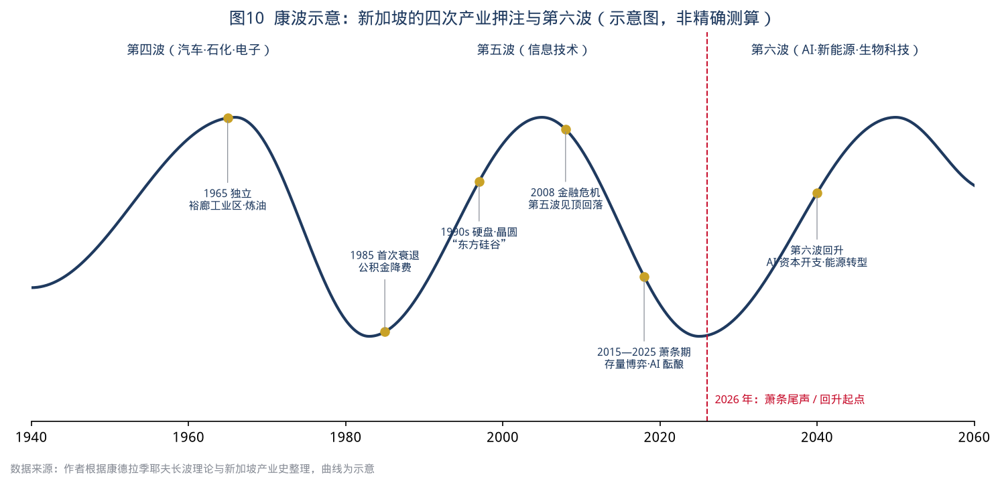 图10  康波示意：新加坡的四次产业押注与第六波（示意图，非精确测算）
第四波（汽车·石化·电子）
第五波（信息技术）
第六波（AI·新能源·生物科技）
1965 独立
裕廊工业区·炼油
1985 首次衰退
公积金降费
1990s 硬盘·晶圆
“东方硅谷”
2008 金融危机
第五波见顶回落
2015—2025 萧条期
存量博弈·AI 酝酿
第六波回升
AI 资本开支·能源转型
2026 年：萧条尾声 / 回升起点
1940
1960
1980
2000
2020
2040
2060
数据来源：作者根据康德拉季耶夫长波理论与新加坡产业史整理，曲线为示意